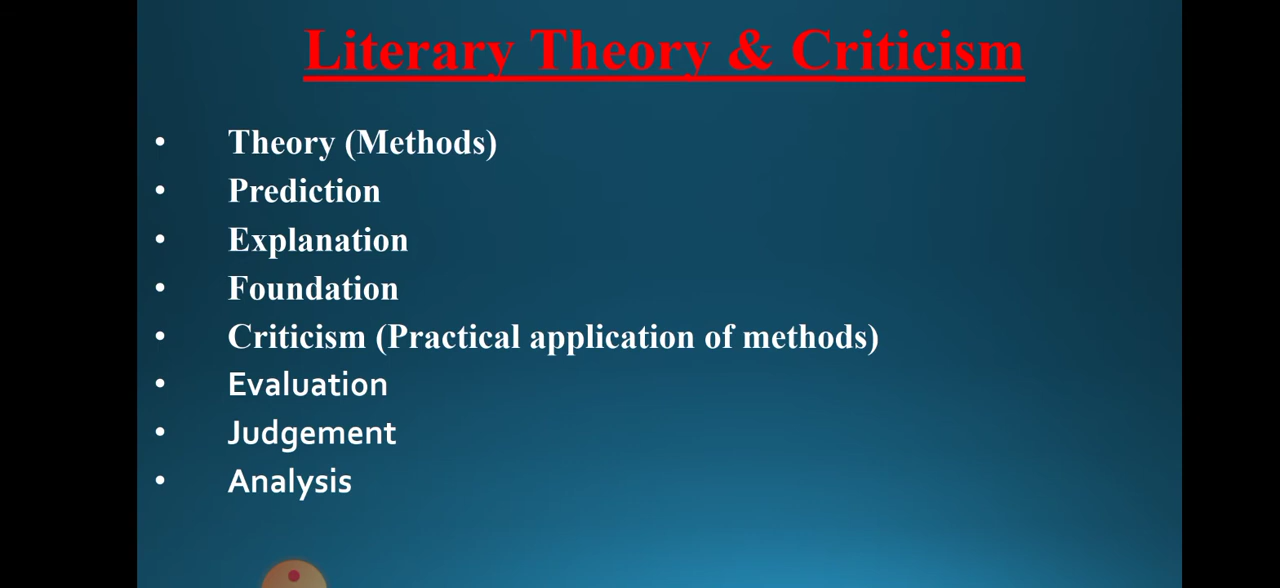 Literary Theory & Criticism
• Theory (Methods)
• Prediction
• Explanation
• Foundation
• Criticism (Practical application of methods)
• Evaluation
• Judgement
• Analysis